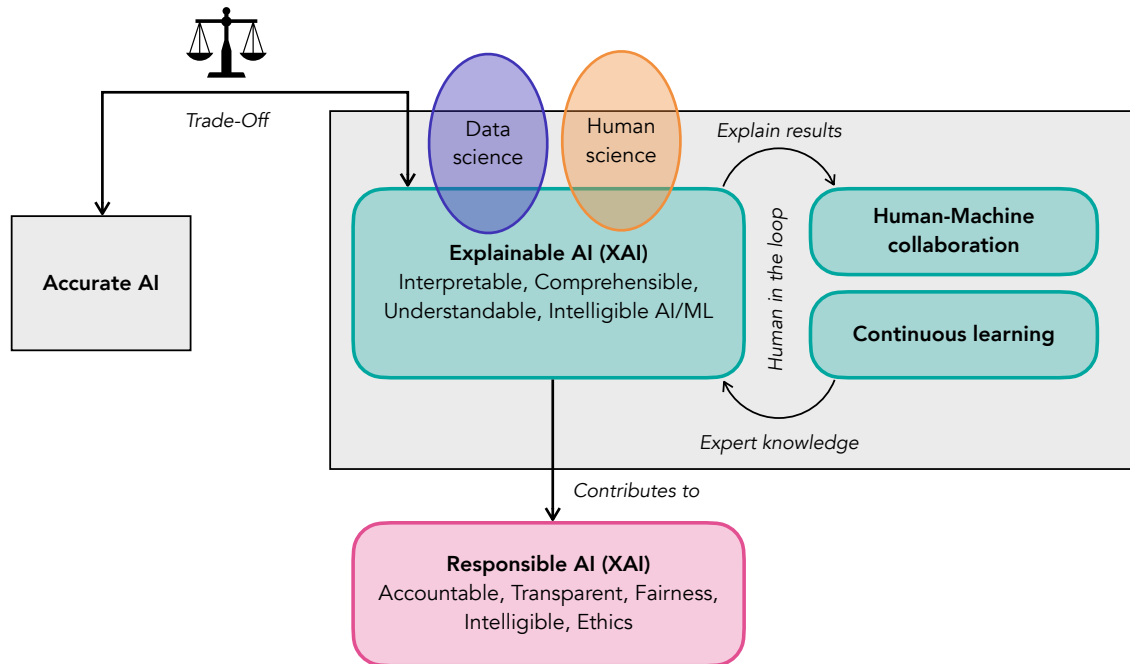 Trade-Off
Data
science
Human
science
Explain results
Accurate AI
Explainable AI (XAI)
Interpretable, Comprehensible,
Understandable, Intelligible AI/ML
Human in the loop
Human-Machine
collaboration
Continuous learning
Expert knowledge
Contributes to
Responsible AI (XAI)
Accountable, Transparent, Fairness,
Intelligible, Ethics